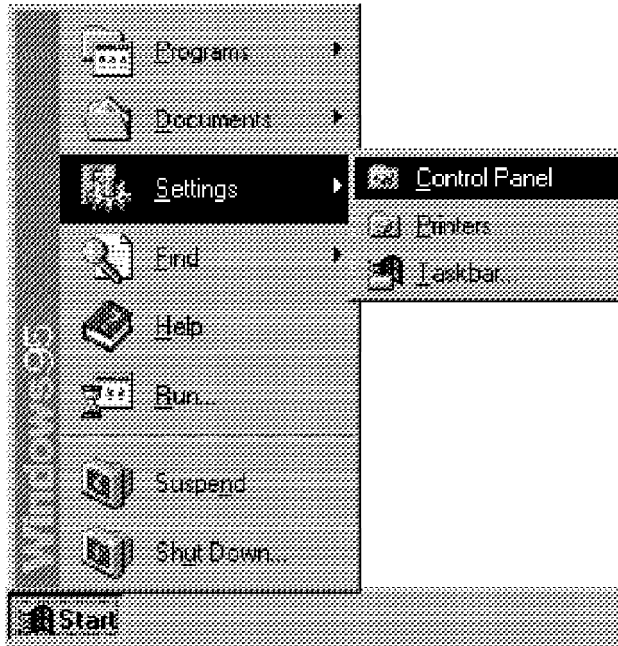 Programs
Documents
Settings
Control Panel
Printers
Taskbar...
Find
Help
Run...
Suspend
Shut Down...
Windows95
Start